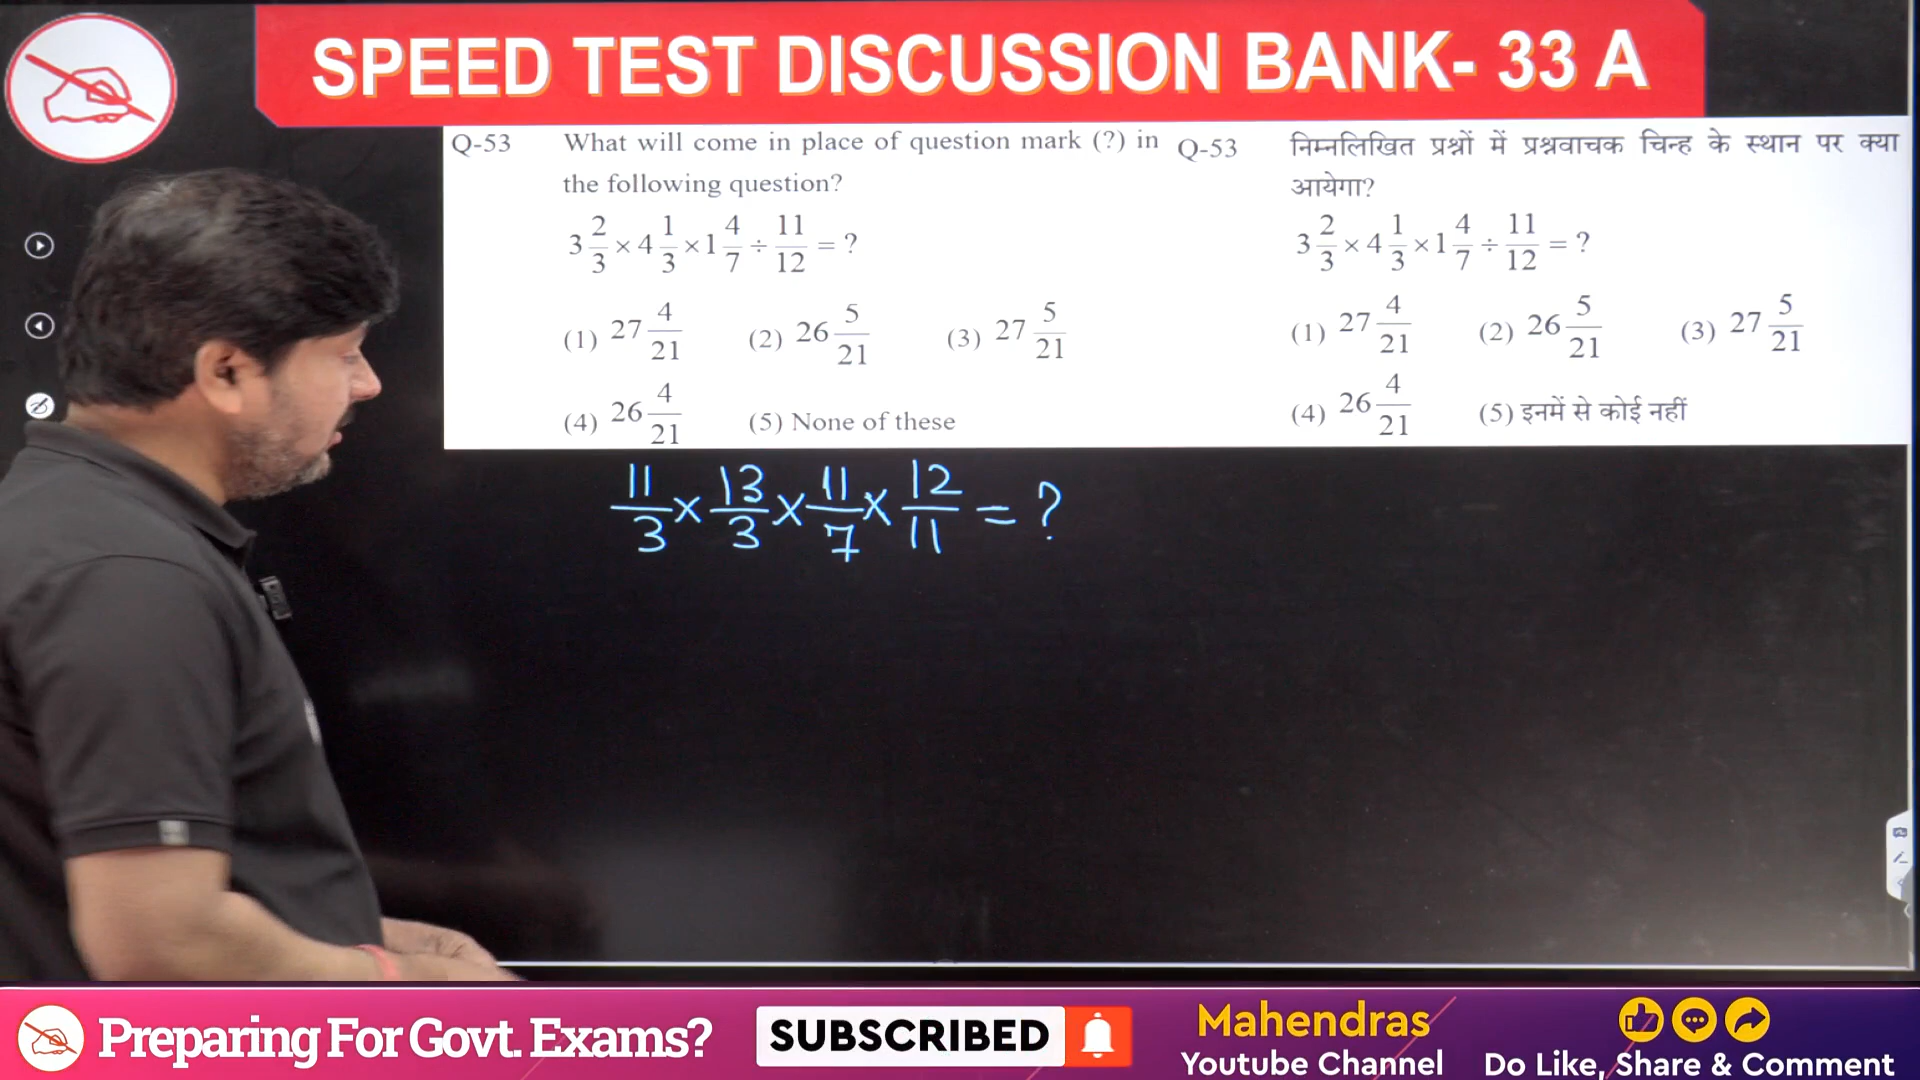 SPEED TEST DISCUSSION BANK- 33 A
Q-53 What will come in place of question mark (?) in
the following question?
3 2/3 × 4 1/3 × 1 4/7 ÷ 11/12 = ?
(1) 27 4/21 (2) 26 5/21 (3) 27 5/21
(4) 26 4/21 (5) None of these
Q-53 निम्नलिखित प्रश्नों में प्रश्नवाचक चिन्ह के स्थान पर क्या
आयेगा?
3 2/3 × 4 1/3 × 1 4/7 ÷ 11/12 = ?
(1) 27 4/21 (2) 26 5/21 (3) 27 5/21
(4) 26 4/21 (5) इनमें से कोई नहीं
11/3 × 13/3 × 11/7 × 12/11 = ?
Preparing For Govt. Exams?
SUBSCRIBED
Mahendras
Youtube Channel
Do Like, Share & Comment